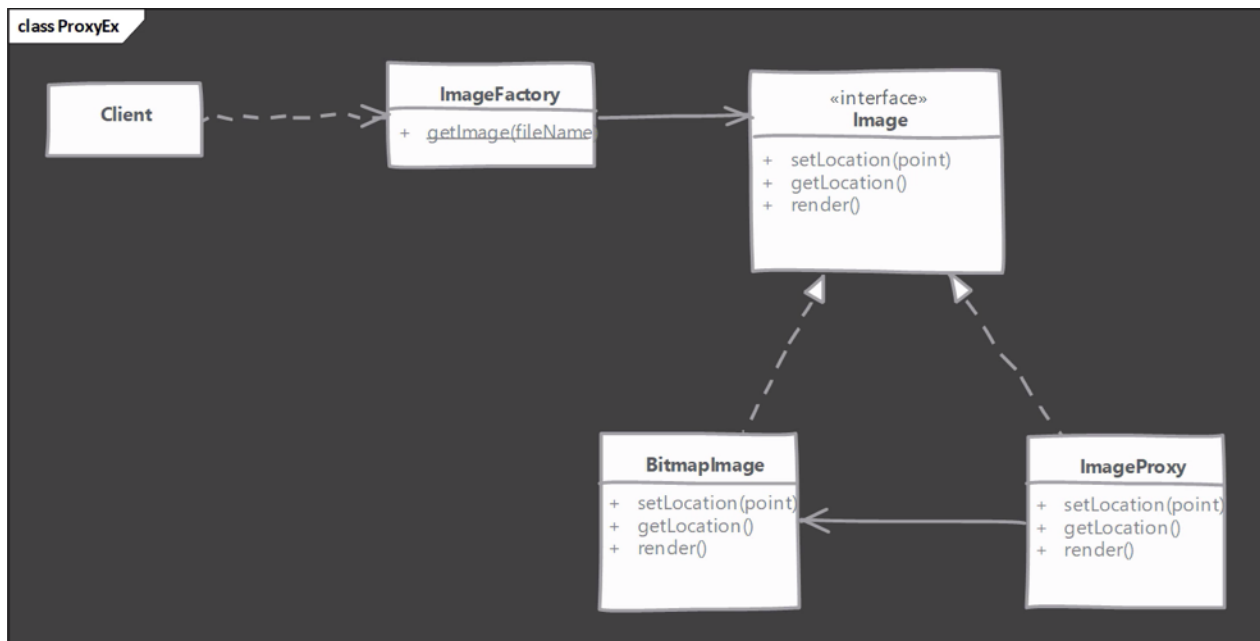 class ProxyEx
Client
ImageFactory
+ getImage(fileName)
«interface»
Image
+ setLocation(point)
+ getLocation()
+ render()
BitmapImage
+ setLocation(point)
+ getLocation()
+ render()
ImageProxy
+ setLocation(point)
+ getLocation()
+ render()